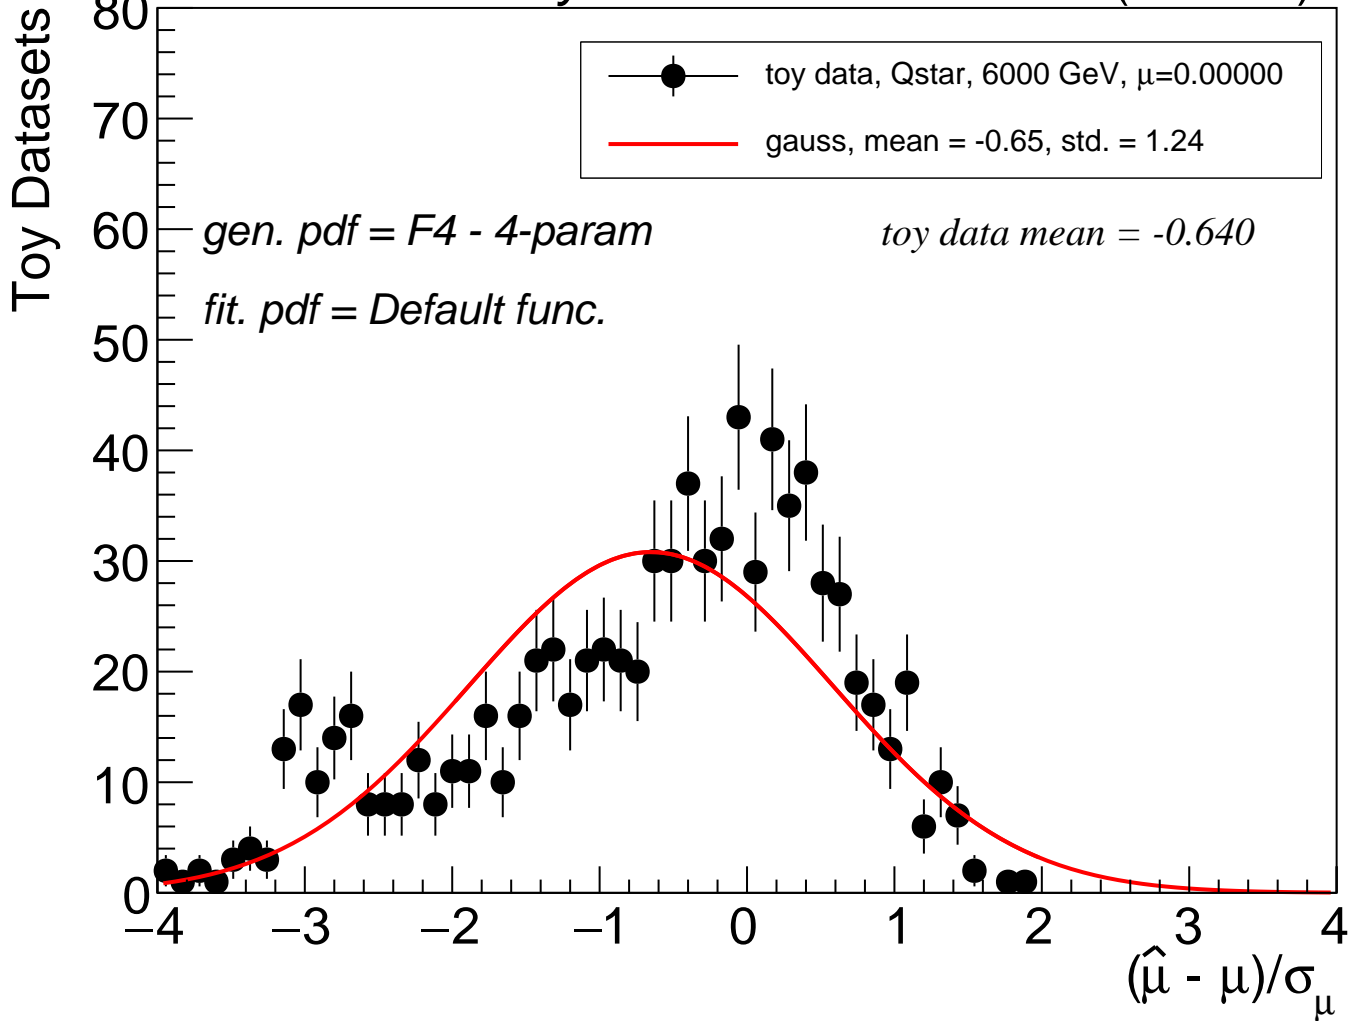 toy data, Qstar, 6000 GeV, μ=0.00000
gauss, mean = -0.65, std. = 1.24
gen. pdf = F4 - 4-param
toy data mean = -0.640
fit. pdf = Default func.
Toy Datasets
80
70
60
50
40
30
20
10
0
−4 −3 −2 −1 0 1 2 3 4
(μ̂ - μ)/σ_μ